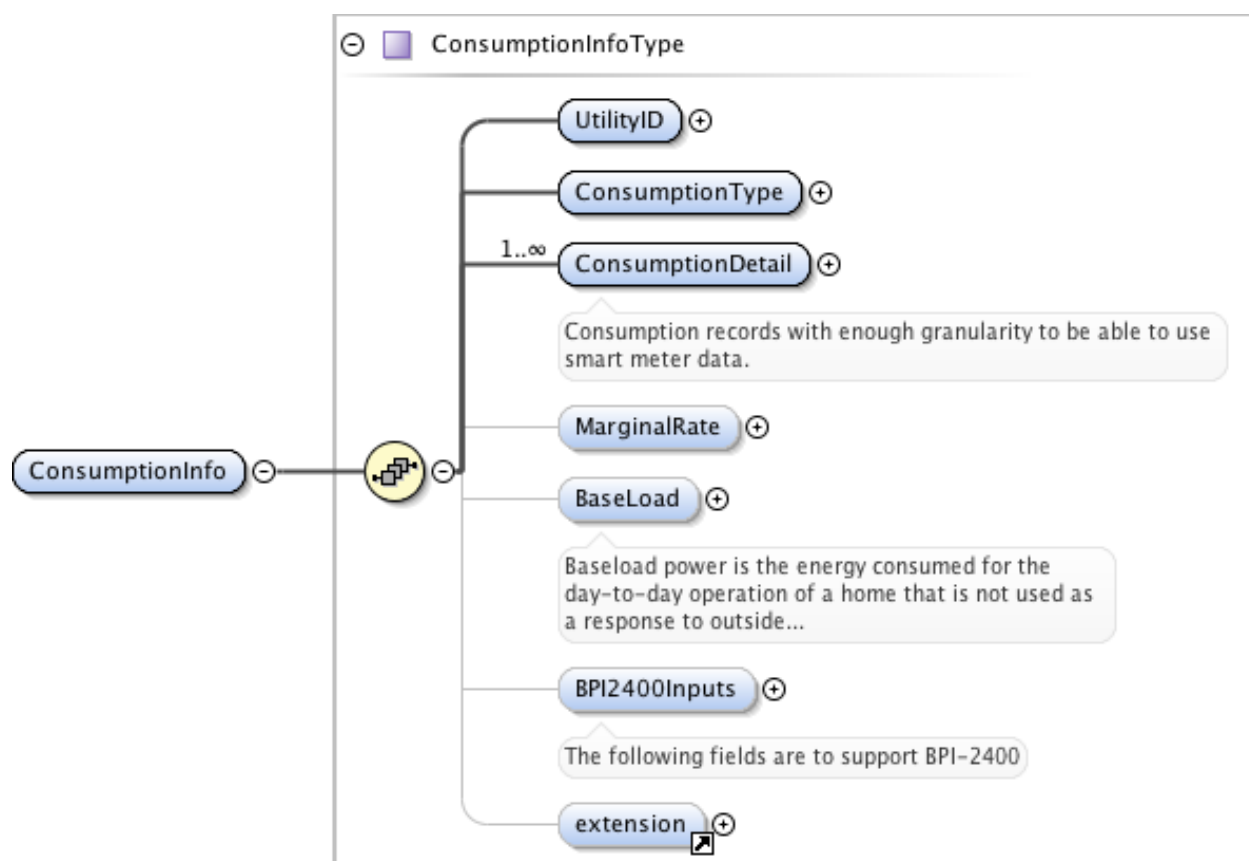 ConsumptionInfoType
UtilityID
ConsumptionType
1..∞
ConsumptionDetail
Consumption records with enough granularity to be able to use
smart meter data.
MarginalRate
ConsumptionInfo
BaseLoad
Baseload power is the energy consumed for the
day-to-day operation of a home that is not used as
a response to outside...
BPI2400Inputs
The following fields are to support BPI-2400
extension